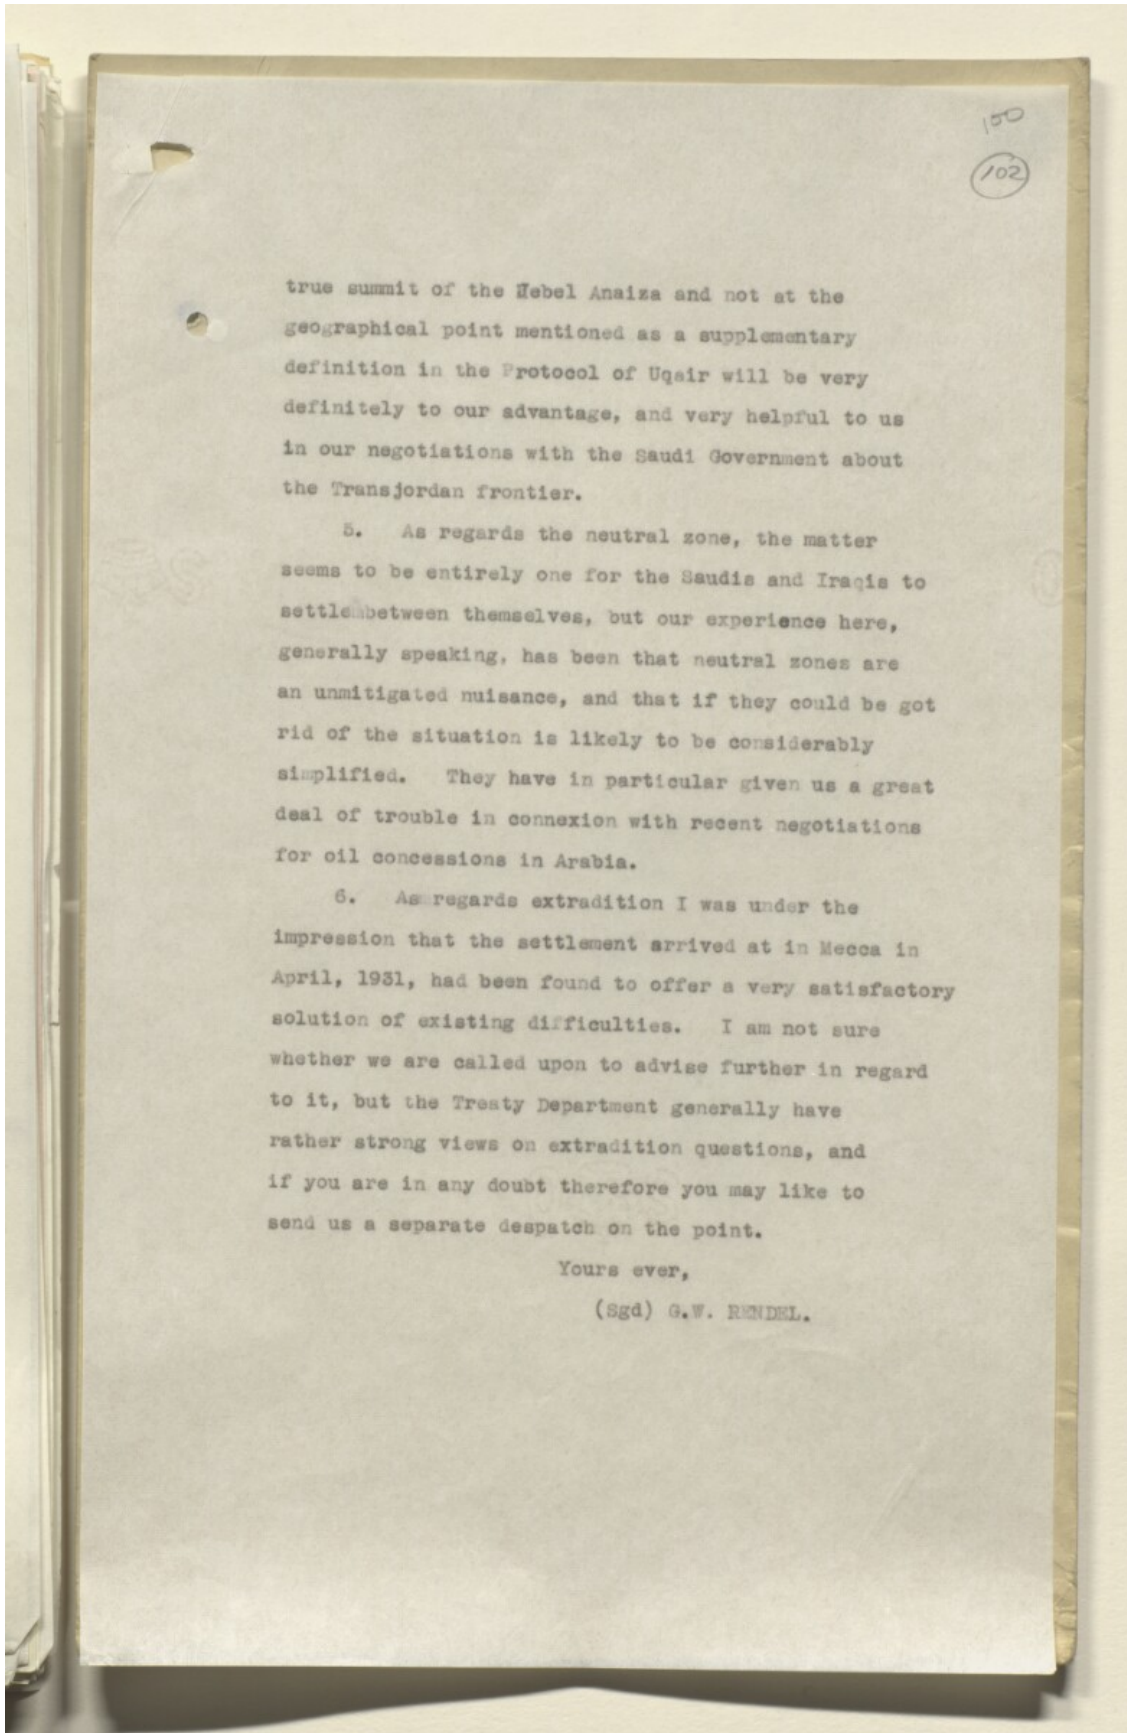 150
102
true summit of the Jebel Anaiza and not at the
geographical point mentioned as a supplementary
definition in the Protocol of Uqair will be very
definitely to our advantage, and very helpful to us
in our negotiations with the Saudi Government about
the Transjordan frontier.
5. As regards the neutral zone, the matter
seems to be entirely one for the Saudis and Iraqis to
settle between themselves, but our experience here,
generally speaking, has been that neutral zones are
an unmitigated nuisance, and that if they could be got
rid of the situation is likely to be considerably
simplified. They have in particular given us a great
deal of trouble in connexion with recent negotiations
for oil concessions in Arabia.
6. As regards extradition I was under the
impression that the settlement arrived at in Mecca in
April, 1931, had been found to offer a very satisfactory
solution of existing difficulties. I am not sure
whether we are called upon to advise further in regard
to it, but the Treaty Department generally have
rather strong views on extradition questions, and
if you are in any doubt therefore you may like to
send us a separate despatch on the point.
Yours ever,
(Sgd) G.W. RENDEL.